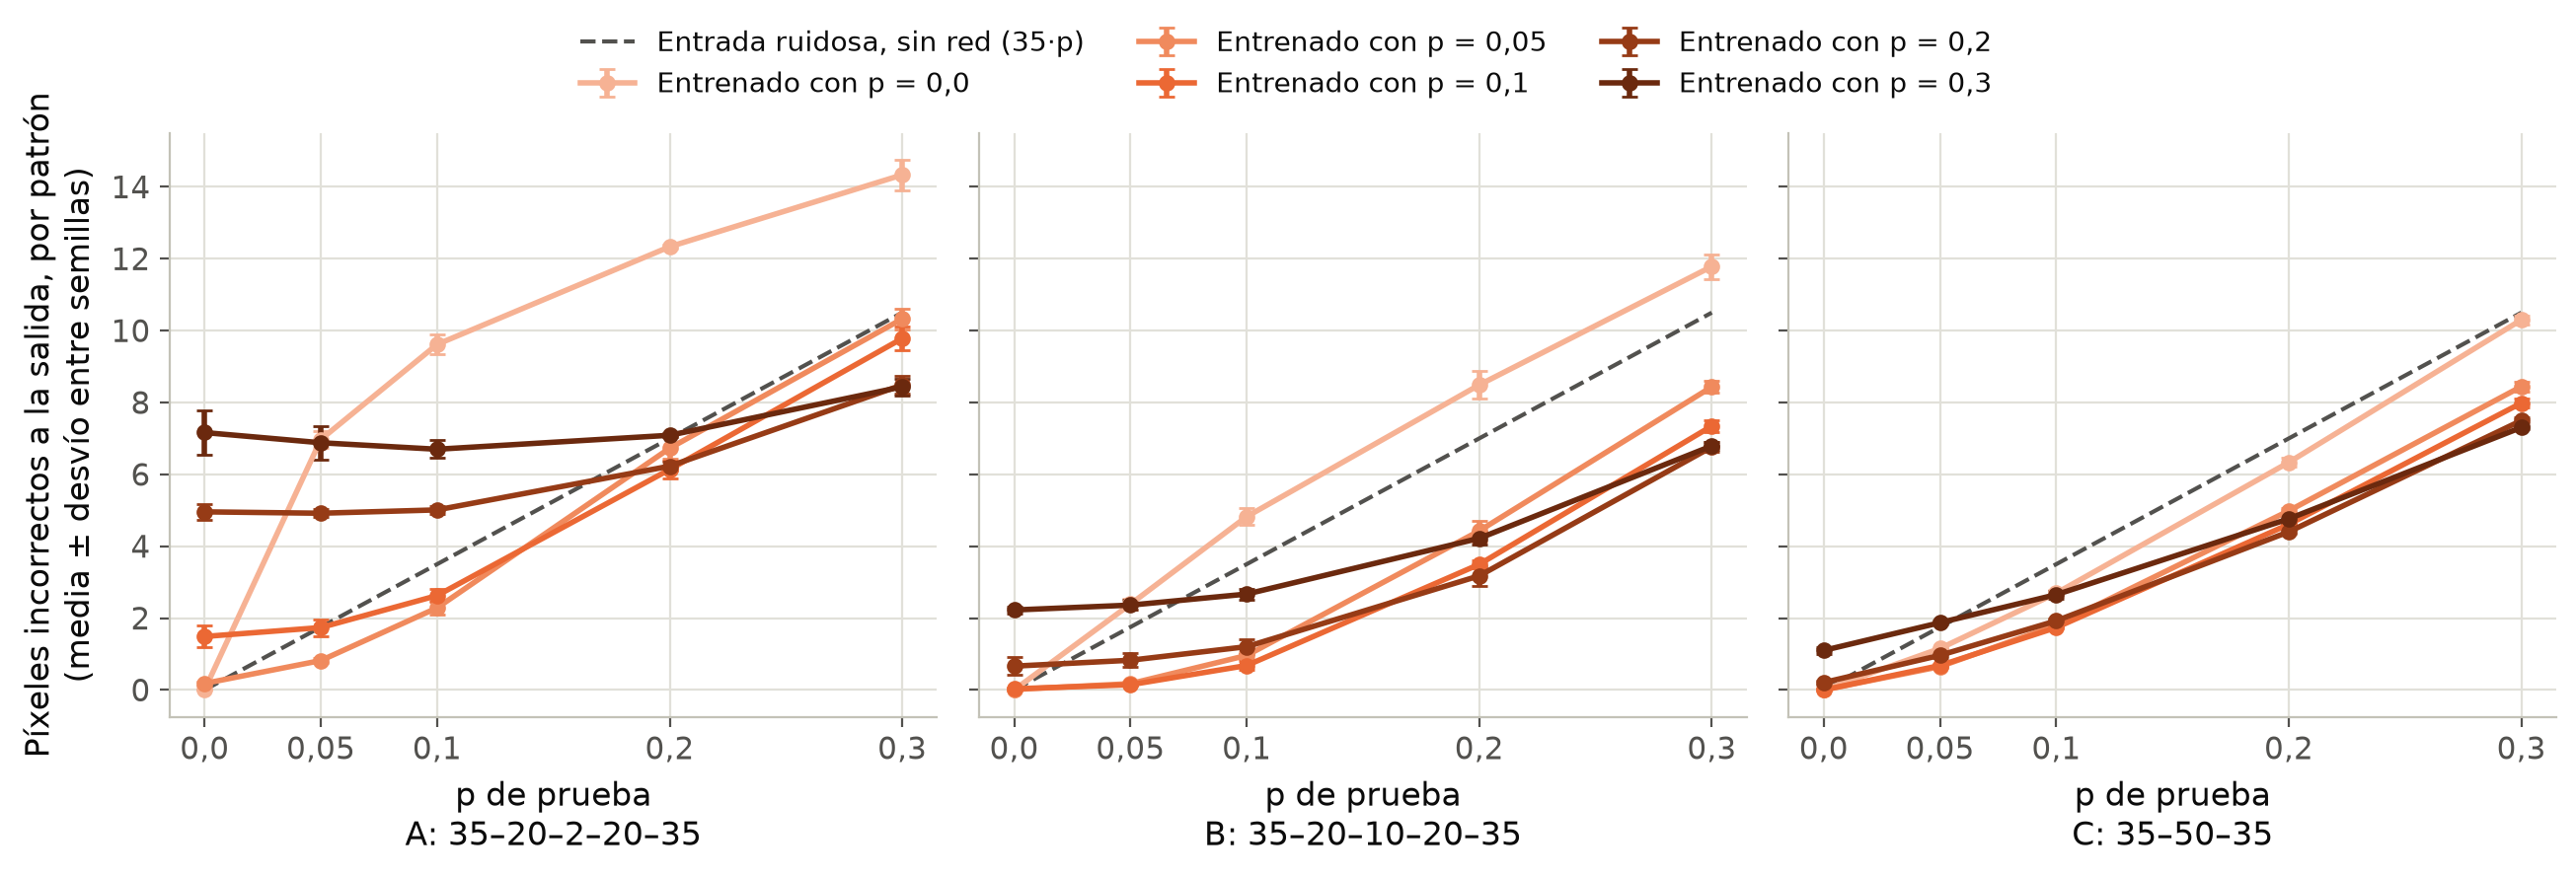 Entrada ruidosa, sin red (35·p)
Entrenado con p = 0,0
Entrenado con p = 0,05
Entrenado con p = 0,1
Entrenado con p = 0,2
Entrenado con p = 0,3
Píxeles incorrectos a la salida, por patrón
(media ± desvío entre semillas)
14
12
10
8
6
4
2
0
0,0 0,05 0,1 0,2 0,3
p de prueba
A: 35–20–2–20–35
0,0 0,05 0,1 0,2 0,3
p de prueba
B: 35–20–10–20–35
0,0 0,05 0,1 0,2 0,3
p de prueba
C: 35–50–35